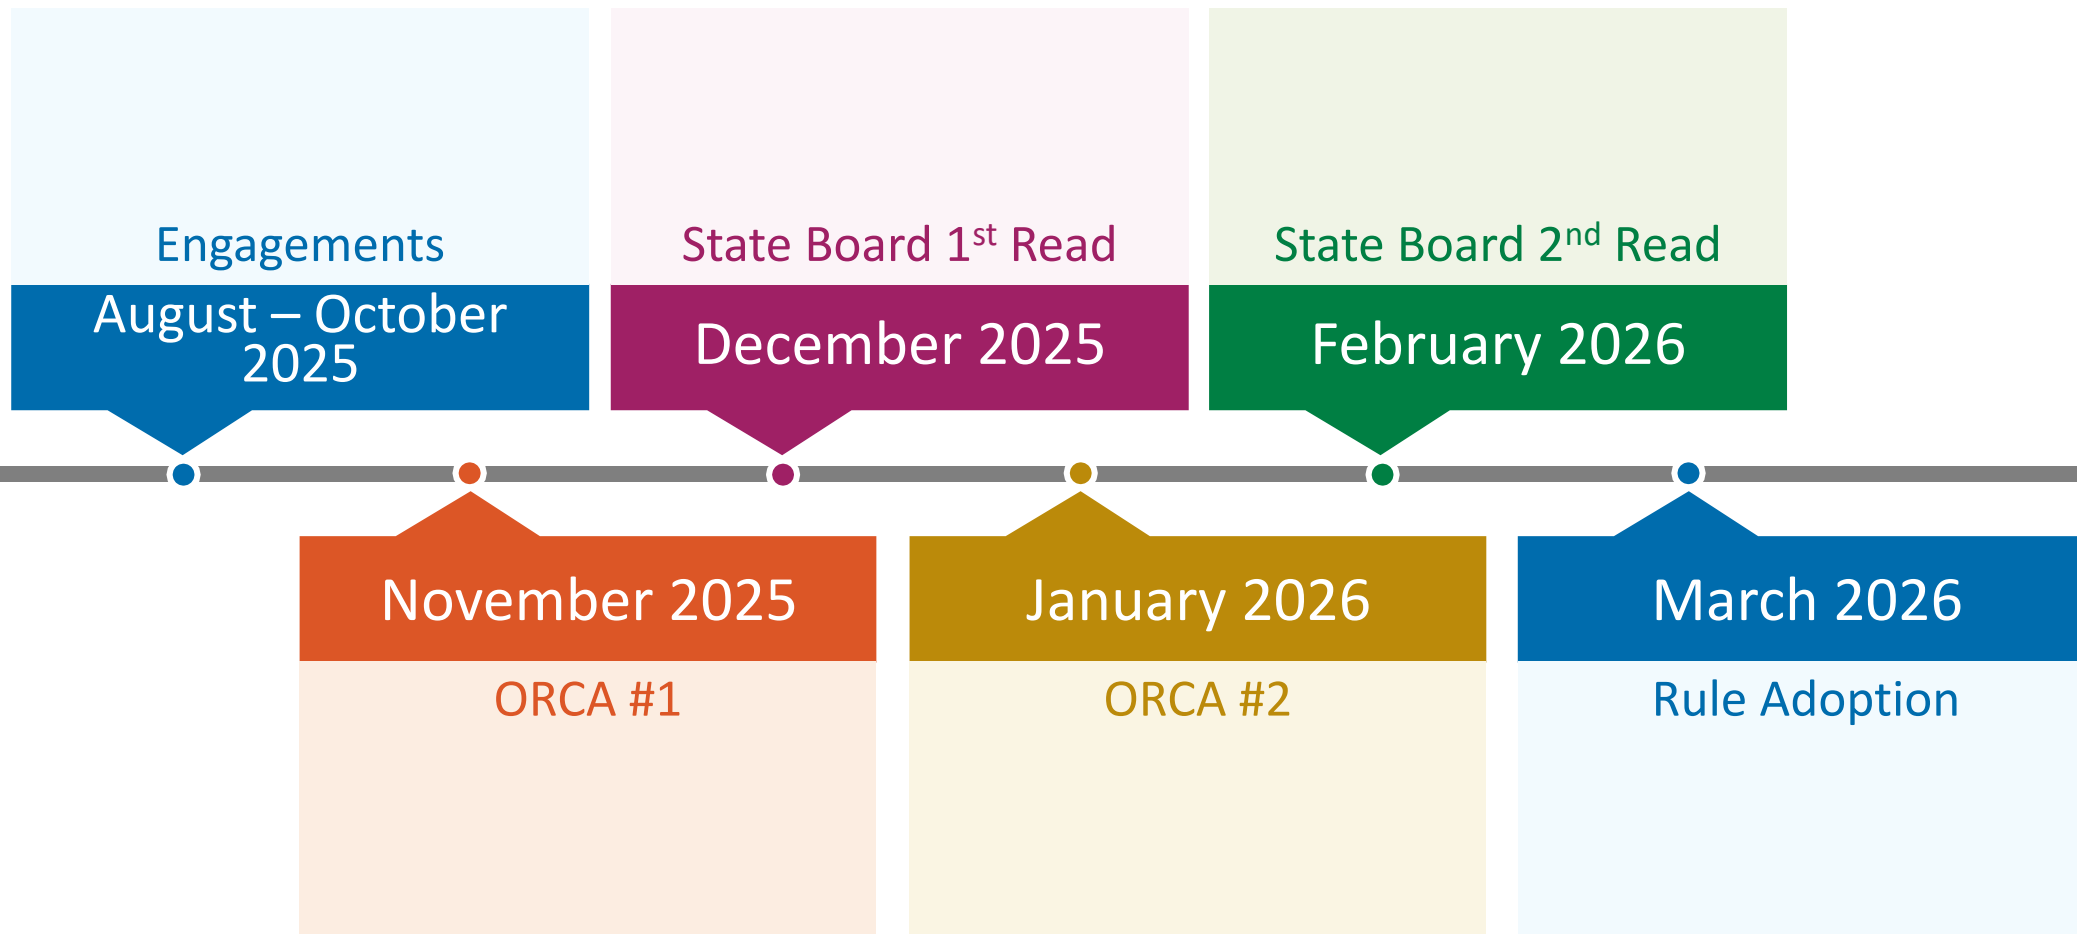 Engagements
August – October
2025
State Board 1st Read
December 2025
State Board 2nd Read
February 2026
November 2025
ORCA #1
January 2026
ORCA #2
March 2026
Rule Adoption